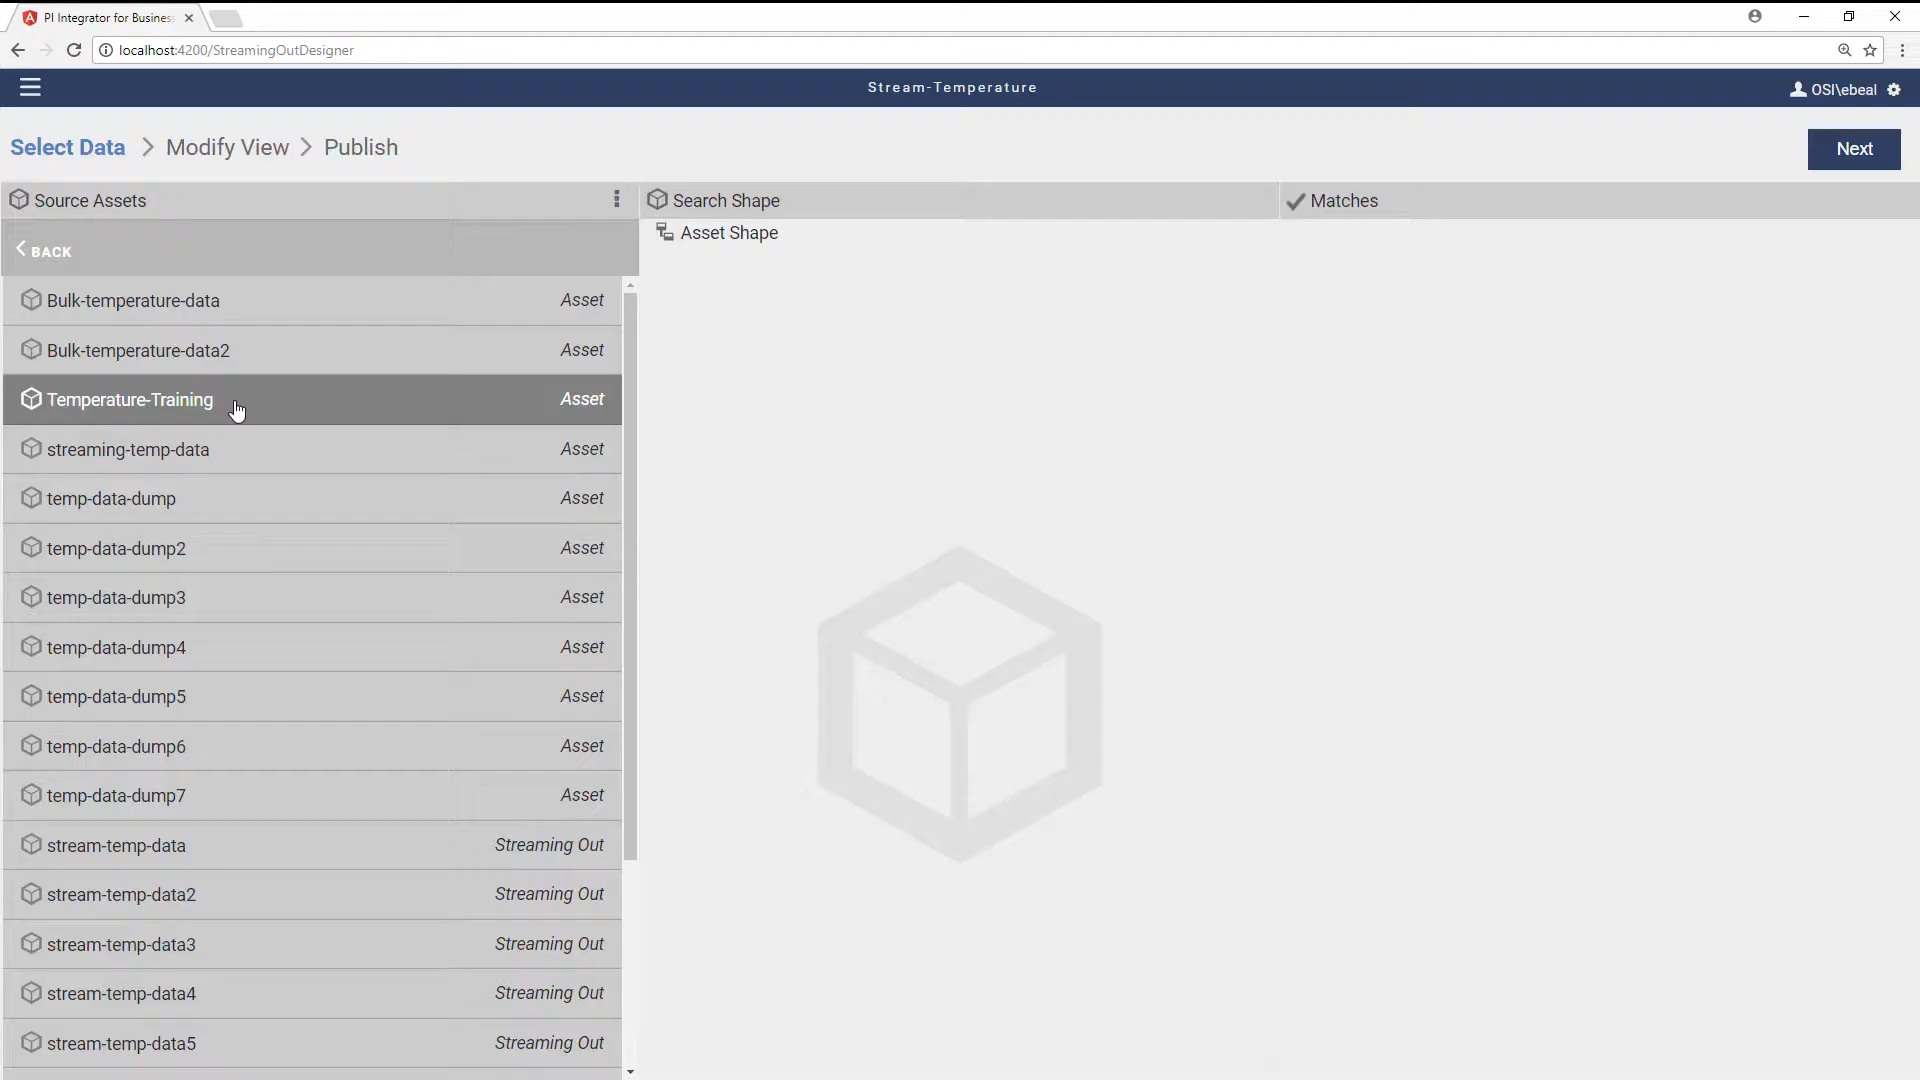 PI Integrator for Busines
localhost:4200/StreamingOutDesigner
Stream-Temperature
OSI\ebeal
Select Data > Modify View > Publish
Next
Source Assets
Search Shape
Matches
BACK
Asset Shape
Bulk-temperature-data Asset
Bulk-temperature-data2 Asset
Temperature-Training Asset
streaming-temp-data Asset
temp-data-dump Asset
temp-data-dump2 Asset
temp-data-dump3 Asset
temp-data-dump4 Asset
temp-data-dump5 Asset
temp-data-dump6 Asset
temp-data-dump7 Asset
stream-temp-data Streaming Out
stream-temp-data2 Streaming Out
stream-temp-data3 Streaming Out
stream-temp-data4 Streaming Out
stream-temp-data5 Streaming Out